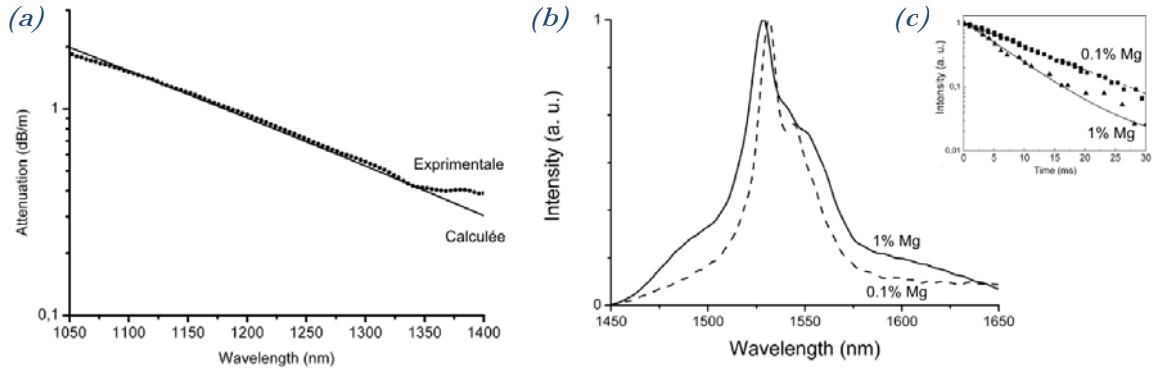 (a)
Attenuation (dB/m)
1
0,1
Exprimentale
Calculée
1050 1100 1150 1200 1250 1300 1350 1400
Wavelength (nm)
(b)
Intensity (a. u.)
1
0
1% Mg
0.1% Mg
1450 1500 1550 1600 1650
Wavelength (nm)
(c)
Intensity (a. u.)
1
0,1
0,01
0.1% Mg
1% Mg
0 5 10 15 20 25 30
Time (ms)